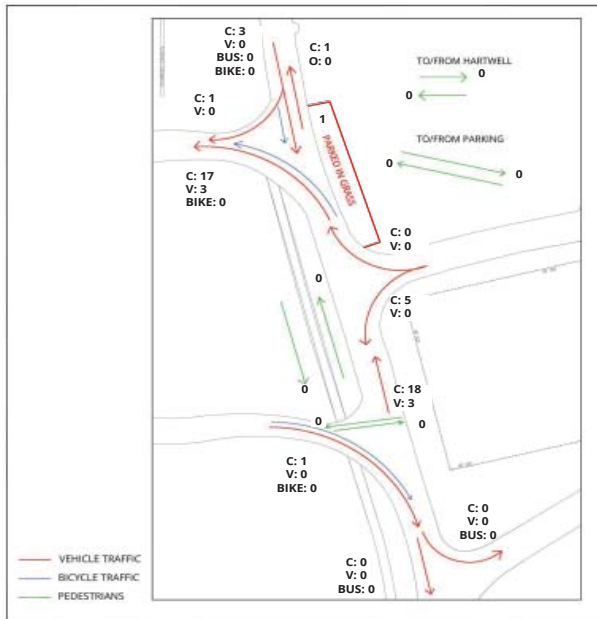 C: 3
V: 0
BUS: 0
BIKE: 0
C: 1
O: 0
TO/FROM HARTWELL
0
0
C: 1
V: 0
1
PARKED IN GRASS
TO/FROM PARKING
0
0
C: 17
V: 3
BIKE: 0
C: 0
V: 0
0
C: 5
V: 0
0
C: 18
V: 3
0
0
C: 1
V: 0
BIKE: 0
C: 0
V: 0
BUS: 0
VEHICLE TRAFFIC
BICYCLE TRAFFIC
PEDESTRIANS
C: 0
V: 0
BUS: 0